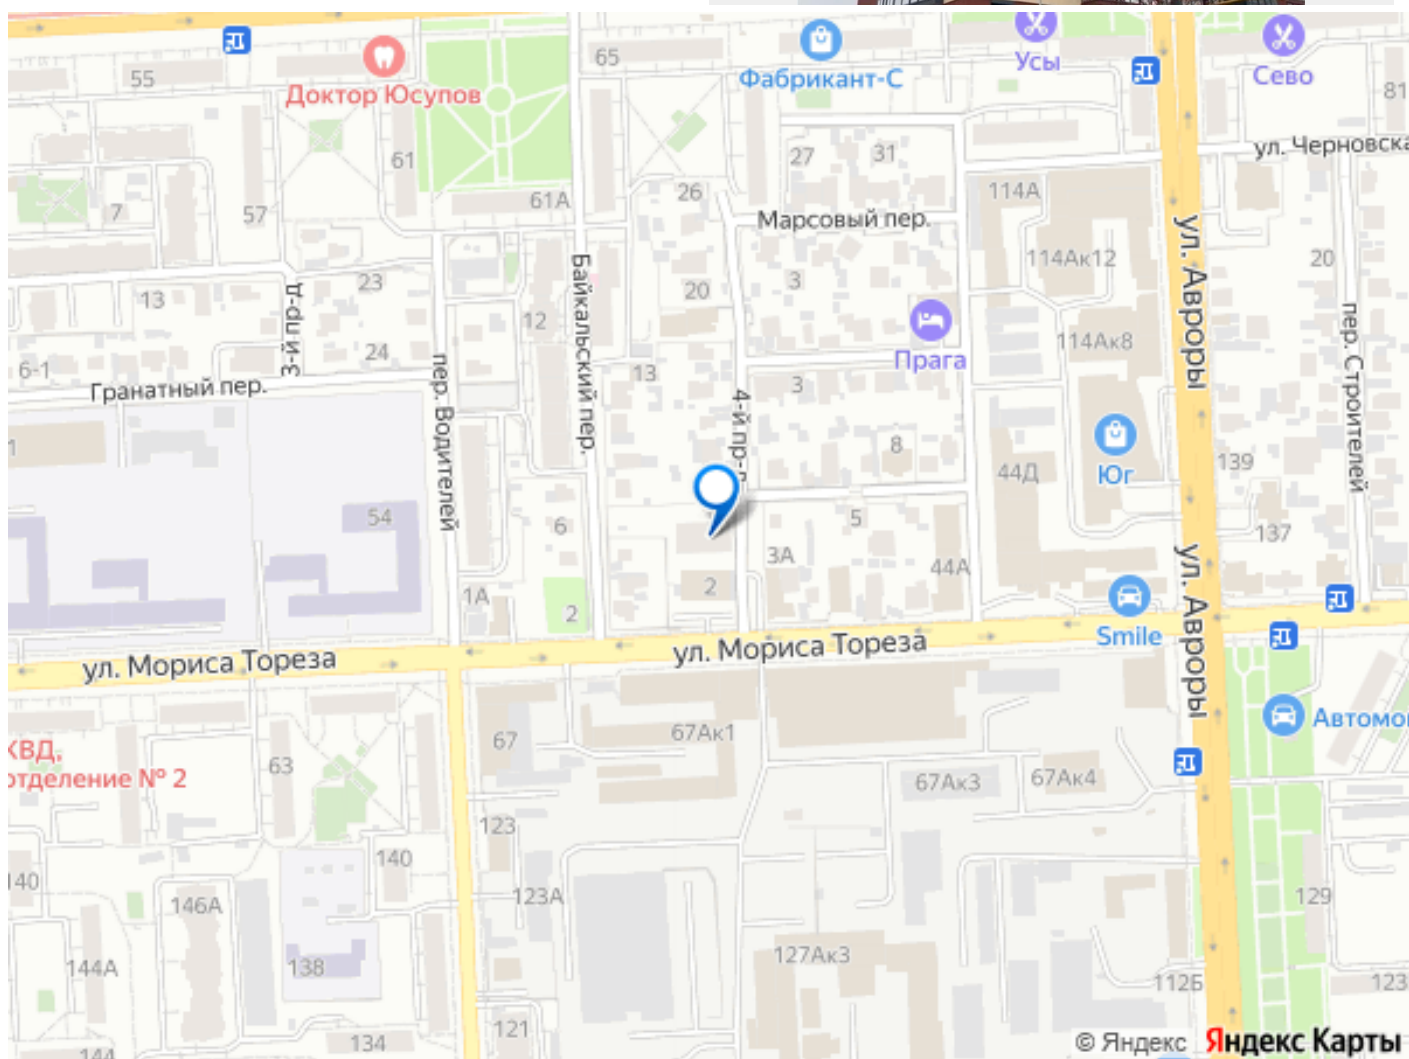 55
Доктор Юсупов
65
Фабрикант-С
Усы
Сево
81
ул. Черновска
61
27
31
7
57
61А
26
114А
Марсовый пер.
ул. Авроры
114Ак12
20
13
3-й пр-д
23
Байкальский пер.
20
3
12
Прага
114Ак8
пер. Строителей
6-1
24
Гранатный пер.
пер. Водителей
13
4-й пр-д
3
8
44Д
Юг
139
1
54
6
5
137
3А
44А
1А
2
2
Smile
ул. Авроры
ул. Мориса Тореза
ул. Мориса Тореза
КВД,
отделение № 2
63
67
67Ак1
67Ак3
67Ак4
Автомо
123
140
140
146А
123А
129
144А
138
127Ак3
112Б
123
121
134
144
© Яндекс Яндекс Карты